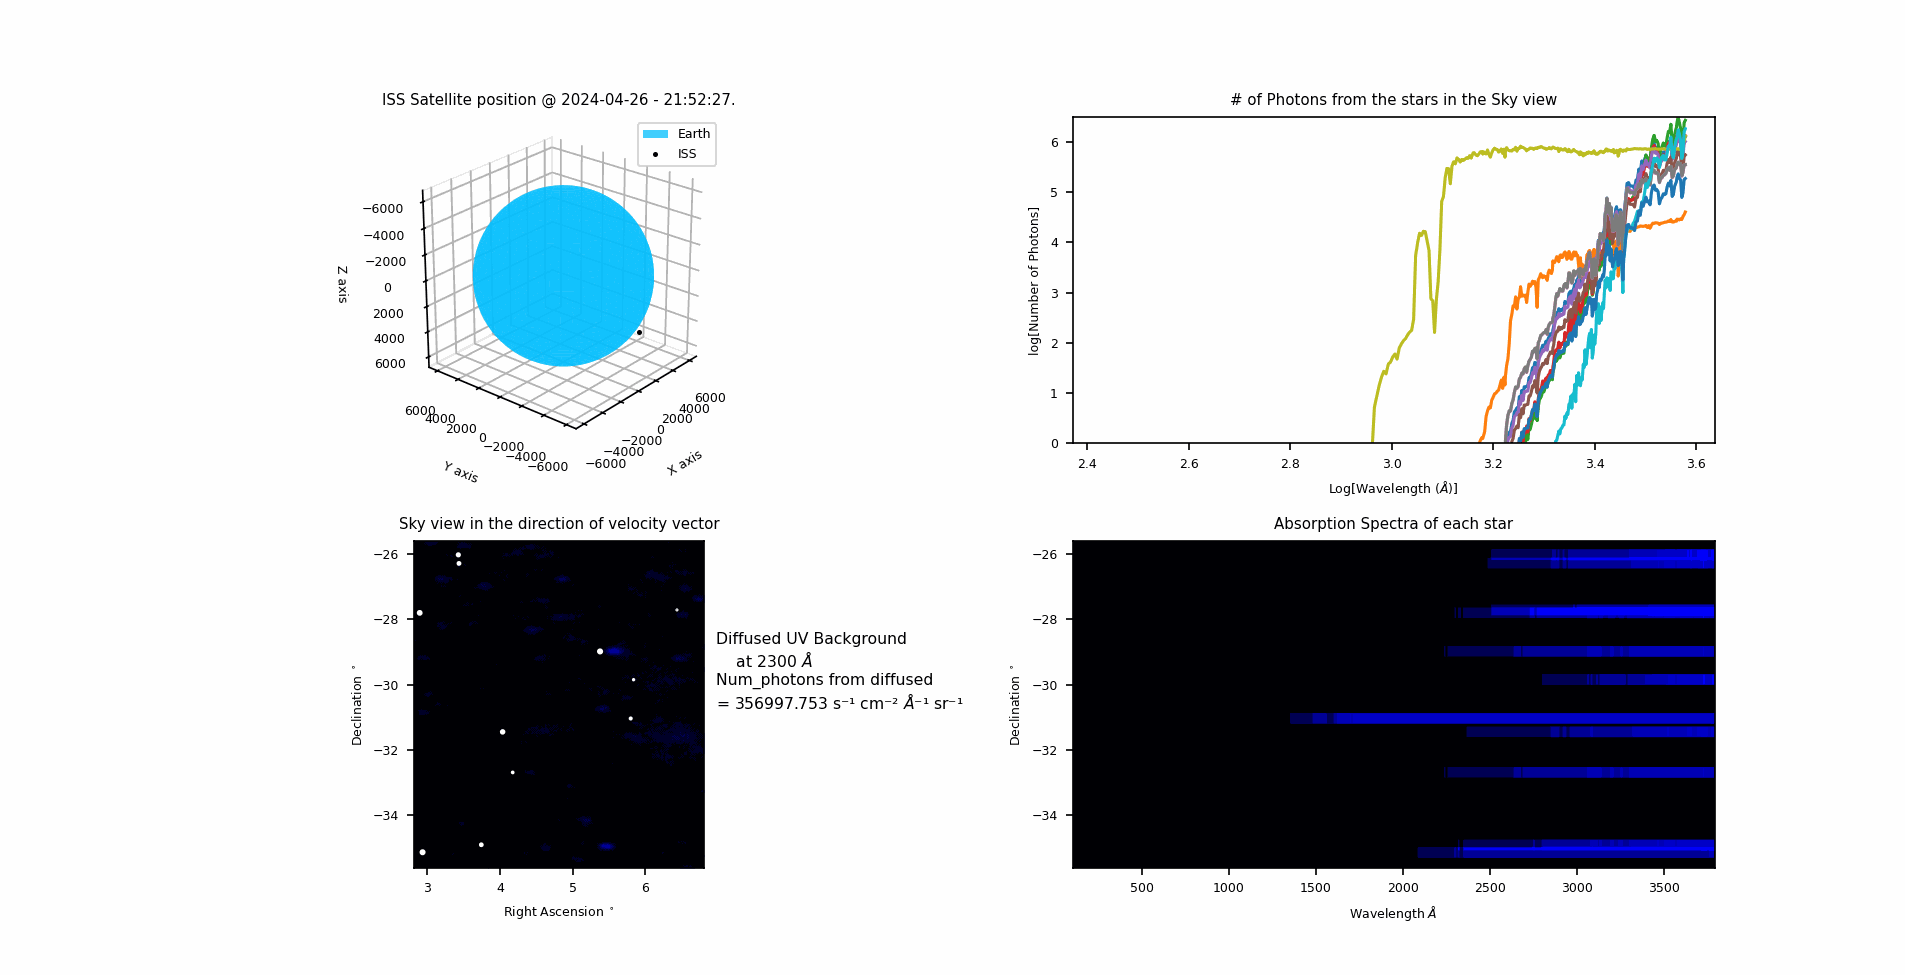 ISS Satellite position @ 2024-04-26 - 21:52:27.
Earth
ISS
−6000
−4000
−2000
0
2000
4000
6000
Z axis
6000
4000
2000
0
−2000
−4000
−6000
Y axis
−6000
−4000
−2000
0
2000
4000
6000
X axis
# of Photons from the stars in the Sky view
6
5
4
3
2
1
0
log[Number of Photons]
2.4 2.6 2.8 3.0 3.2 3.4 3.6
Log[Wavelength (Å)]
Sky view in the direction of velocity vector
−26
−28
−30
−32
−34
Declination °
3 4 5 6
Right Ascension °
Diffused UV Background
at 2300 Å
Num_photons from diffused
= 356997.753 s⁻¹ cm⁻² Å⁻¹ sr⁻¹
Absorption Spectra of each star
−26
−28
−30
−32
−34
Declination °
500 1000 1500 2000 2500 3000 3500
Wavelength Å